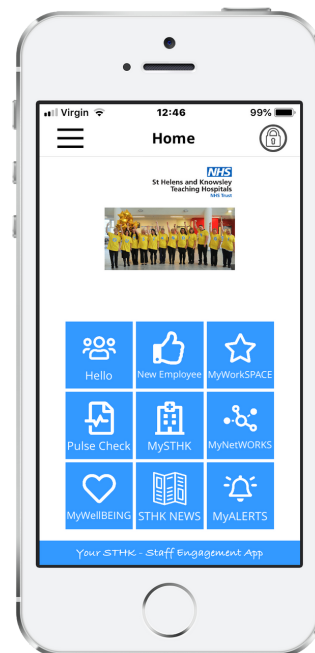 Virgin 12:46 99%
Home
NHS
St Helens and Knowsley
Teaching Hospitals
NHS Trust
Hello New Employee MyWorkSPACE
Pulse Check MySTHK MyNetWORKS
MyWellBEING STHK NEWS MyALERTS
Your STHK - Staff Engagement App